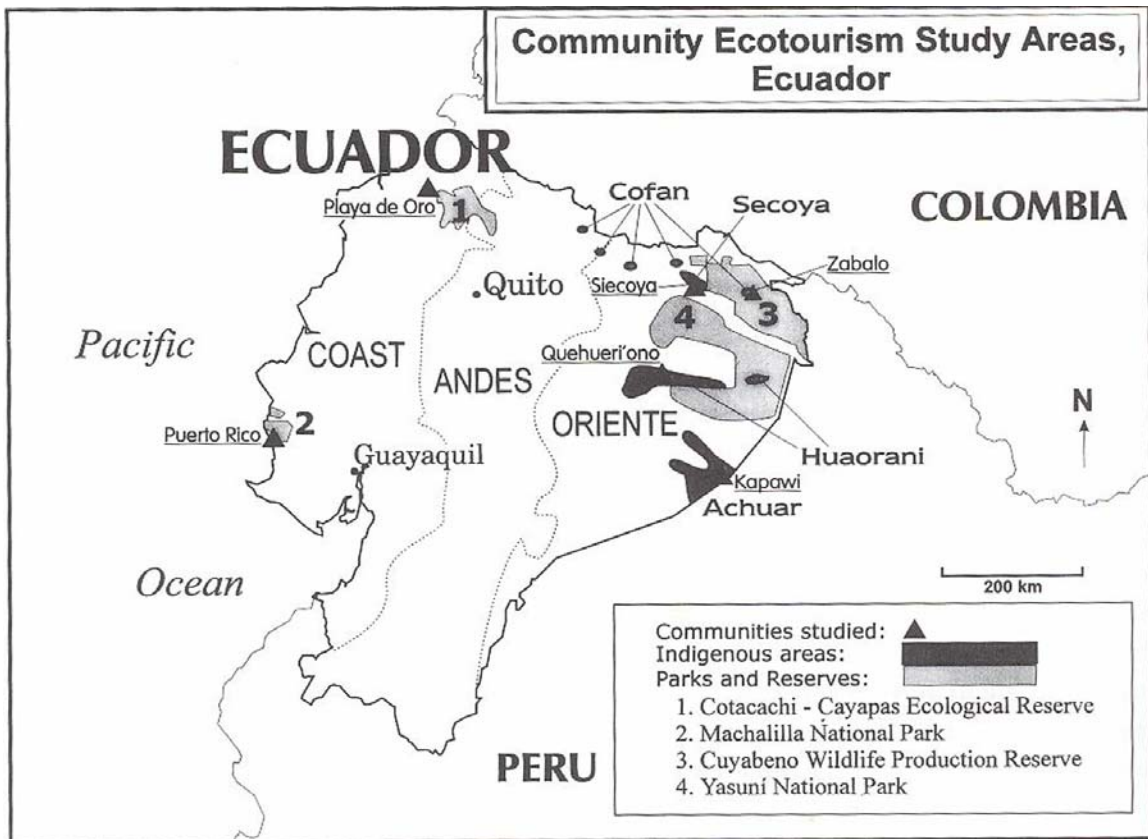 Community Ecotourism Study Areas,
Ecuador
ECUADOR
Cofan
Secoya
COLOMBIA
Playa de Oro
1
Zabalo
Siecoya
Quito
3
4
Pacific
COAST
Quehueri'ono
ANDES
ORIENTE
N
2
Puerto Rico
Guayaquil
Huaorani
Kapawi
Achuar
Ocean
200 km
Communities studied:
Indigenous areas:
Parks and Reserves:
1. Cotacachi - Cayapas Ecological Reserve
2. Machalilla National Park
3. Cuyabeno Wildlife Production Reserve
4. Yasuní National Park
PERU